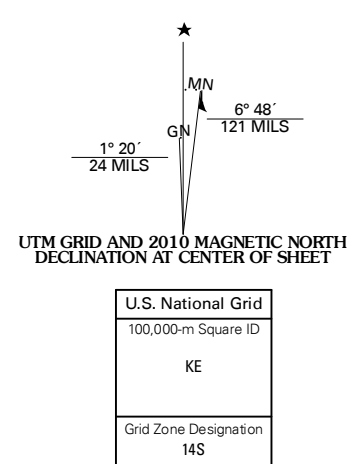 MN
6° 48´
121 MILS
GN
1° 20´
24 MILS
UTM GRID AND 2010 MAGNETIC NORTH
DECLINATION AT CENTER OF SHEET
U.S. National Grid
100,000-m Square ID
KE
Grid Zone Designation
14S